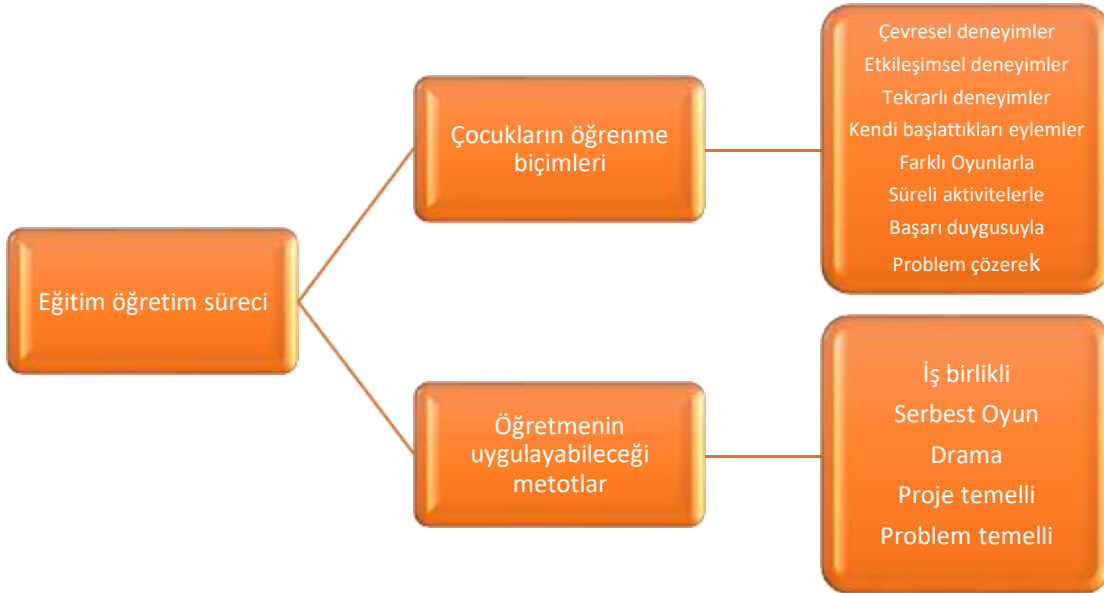 Eğitim öğretim süreci
Çocukların öğrenme
biçimleri
Çevresel deneyimler
Etkileşimsel deneyimler
Tekrarlı deneyimler
Kendi başlattıkları eylemler
Farklı Oyunlarla
Süreli aktivitelerle
Başarı duygusuyla
Problem çözerek
Öğretmenin
uygulayabileceği
metotlar
İş birlikli
Serbest Oyun
Drama
Proje temelli
Problem temelli